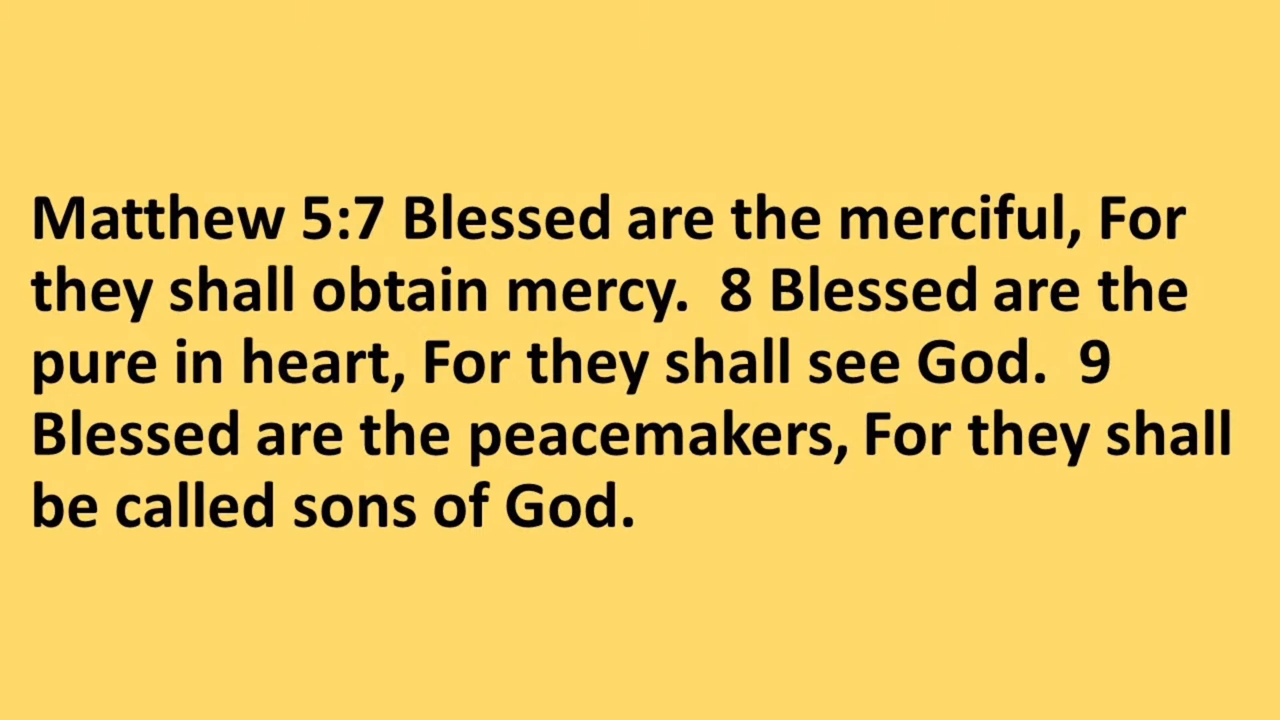 Matthew 5:7 Blessed are the merciful, For
they shall obtain mercy.  8 Blessed are the
pure in heart, For they shall see God.  9
Blessed are the peacemakers, For they shall
be called sons of God.